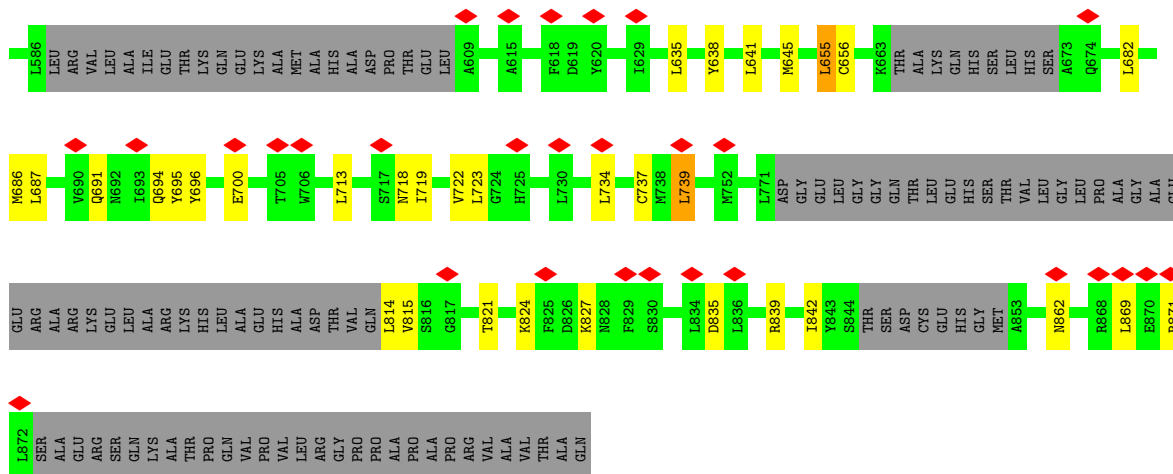 L586 LEU ARG VAL LEU ALA ILE GLU THR LYS GLN GLU LYS ALA MET ALA HIS ALA ASP PRO THR GLU LEU A609 A615 F618 D619 Y620 I629 L635 Y638 L641 M645 L655 C656 K663 THR ALA LYS GLN HIS SER LEU HIS SER A673 Q674 L682
M686 L687 V690 Q691 N692 I693 Q694 Y695 Y696 E700 T705 W706 L713 S717 N718 I719 V722 L723 G724 H725 L730 L734 C737 M738 L739 M752 L771 ASP GLY GLU LEU GLY GLY GLN THR LEU GLU HIS SER THR VAL LEU GLY LEU PRO ALA GLY ALA GLU
GLU ARG ALA ARG LYS GLU LEU ALA ARG LYS HIS LEU ALA GLU HIS ALA ASP THR VAL GLN L814 V815 S816 G817 T821 K824 F825 D826 K827 N828 F829 S830 L834 D835 L836 R839 I842 Y843 S844 THR SER ASP CYS GLU HIS GLY MET A853 N862 R868 L869 E870
L872 SER ALA GLU ARG SER GLN LYS ALA THR PRO GLN VAL PRO VAL LEU ARG GLY PRO PRO ALA PRO ALA PRO ARG VAL ALA VAL THR ALA GLN